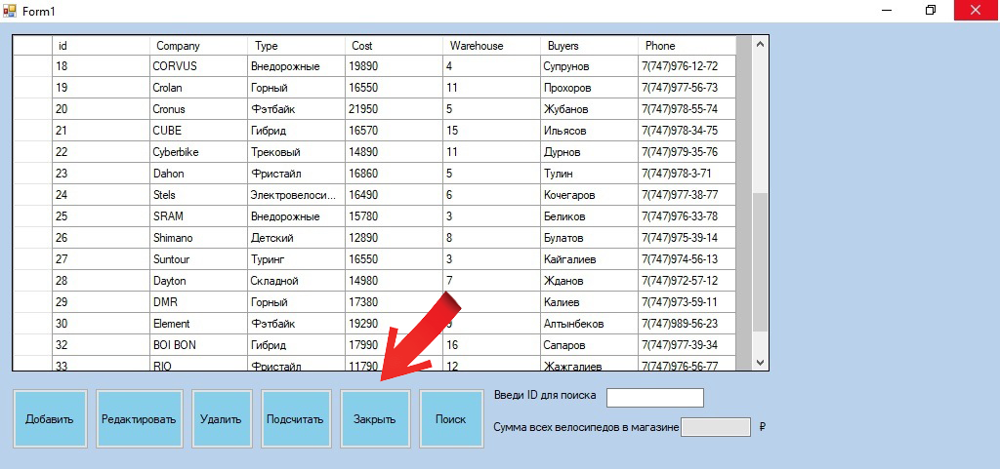 Form1
id Company Type Cost Warehouse Buyers Phone
18 CORVUS Внедорожные 19890 4 Супрунов 7(747)976-12-72
19 Crolan Горный 16550 11 Прохоров 7(747)977-56-73
20 Cronus Фэтбайк 21950 5 Жубанов 7(747)978-55-74
21 CUBE Гибрид 16570 15 Ильясов 7(747)978-34-75
22 Cyberbike Трековый 14890 11 Дурнов 7(747)979-35-76
23 Dahon Фристайл 16860 5 Тулин 7(747)978-3-71
24 Stels Электровелоси... 16490 6 Кочегаров 7(747)977-38-77
25 SRAM Внедорожные 15780 3 Беликов 7(747)976-33-78
26 Shimano Детский 12890 8 Булатов 7(747)975-39-14
27 Suntour Туринг 16550 3 Кайгалиев 7(747)974-56-13
28 Dayton Складной 14980 7 Жданов 7(747)972-57-12
29 DMR Горный 17380 Калиев 7(747)973-59-11
30 Element Фэтбайк 19290 Алтынбеков 7(747)989-56-23
32 BOI BON Гибрид 17990 16 Сапаров 7(747)977-39-34
33 RIO Фристайл 11790 12 Жажгалиев 7(747)976-56-77
Добавить Редактировать Удалить Подсчитать Закрыть Поиск Введи ID для поиска
Сумма всех велосипедов в магазине ₽